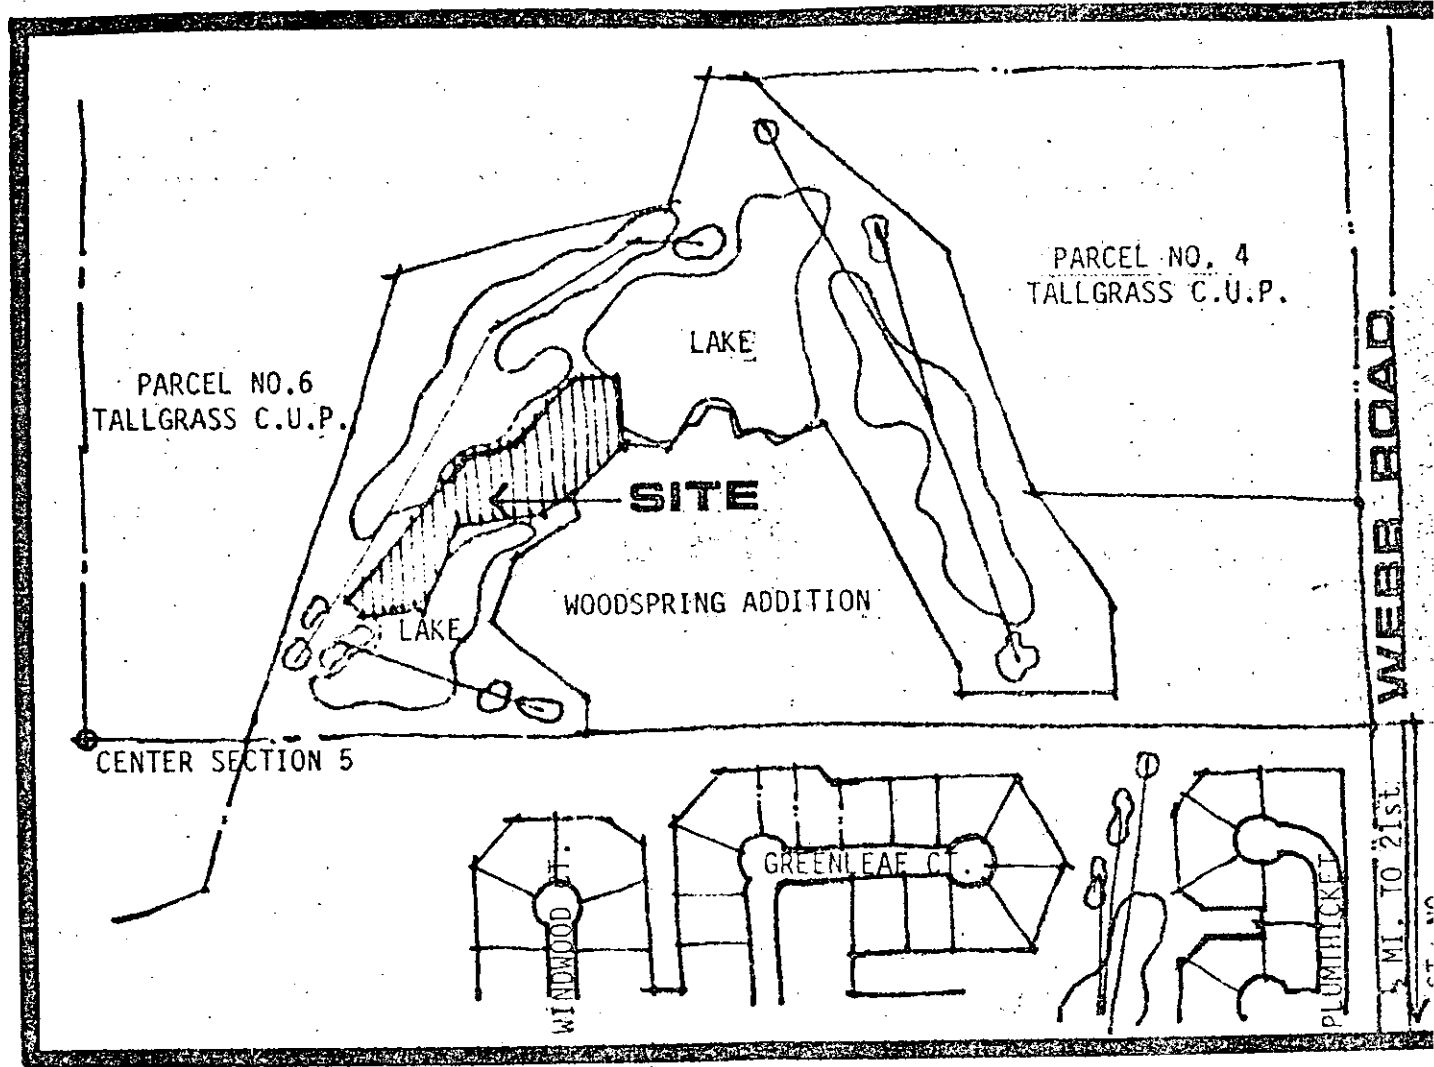 PARCEL NO. 4
TALLGRASS C.U.P.
LAKE
PARCEL NO.6
TALLGRASS C.U.P.
SITE
WEBB ROAD
WOODSPRING ADDITION
LAKE
CENTER SECTION 5
GREENLEAF CT.
WINDWOOD CT.
PLUMTHICKET
MI. TO 21st